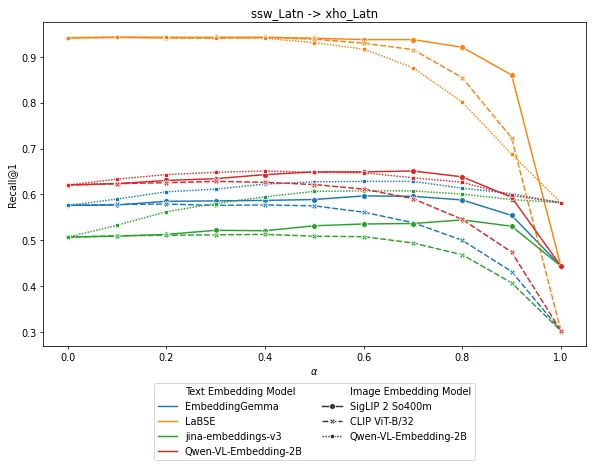 ssw_Latn -> xho_Latn
Recall@1
0.9
0.8
0.7
0.6
0.5
0.4
0.3
0.0 0.2 0.4 0.6 0.8 1.0
α
Text Embedding Model Image Embedding Model
EmbeddingGemma SigLIP 2 So400m
LaBSE CLIP ViT-B/32
jina-embeddings-v3 Qwen-VL-Embedding-2B
Qwen-VL-Embedding-2B